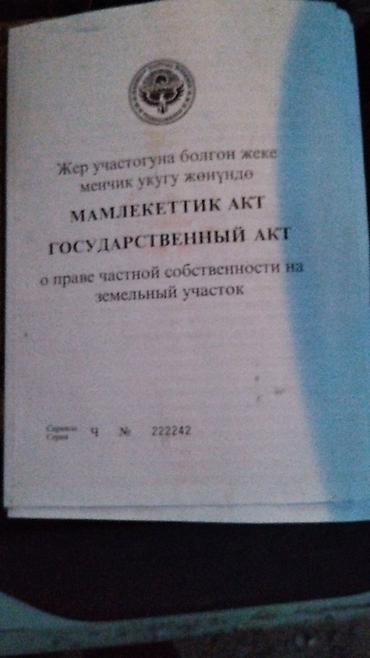 Жер участогуна болгон жеке
менчик укугу жөнүндө
МАМЛЕКЕТТИК АКТ
ГОСУДАРСТВЕННЫЙ АКТ
о праве частной собственности на
земельный участок
Серия Ч № 222242